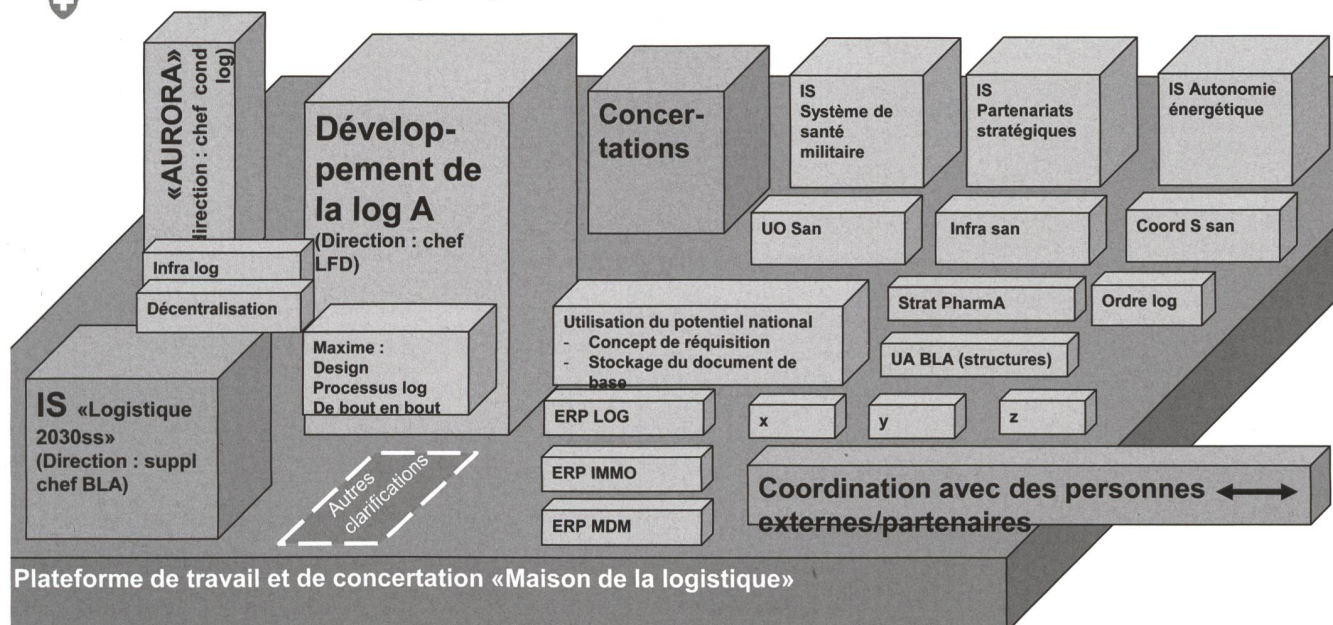 «AURORA»
direction : chef cond
log)
Dévelop-
pement de
la log A
(Direction : chef
LFD)
Concer-
tations
IS
Système de
santé
militaire
IS
Partenariats
stratégiques
IS Autonomie
énergétique
UO San
Infra san
Coord S san
Infra log
Décentralisation
Strat PharmA
Ordre log
Utilisation du potentiel national
- Concept de réquisition
- Stockage du document de
base
UA BLA (structures)
Maxime :
Design
Processus log
De bout en bout
IS «Logistique
2030ss»
(Direction : suppl
chef BLA)
ERP LOG
x
y
z
ERP IMMO
ERP MDM
Autres
clarifications
Coordination avec des personnes
externes/partenaires
Plateforme de travail et de concertation «Maison de la logistique»